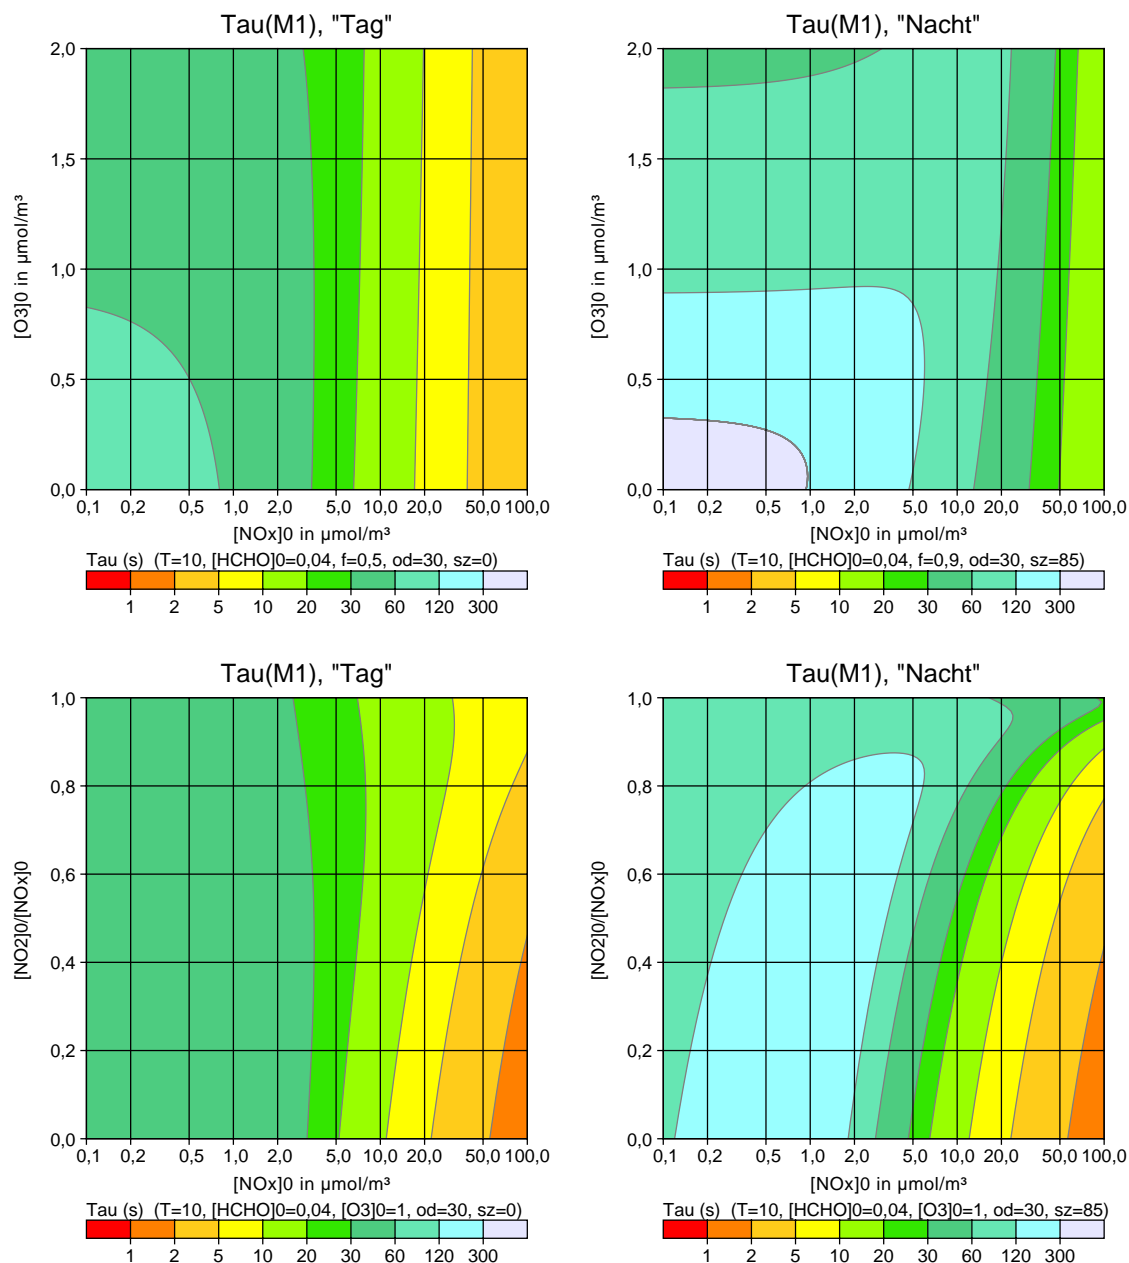 Tau(M1), "Tag"
2,0
1,5
1,0
0,5
0,0
[O3]0 in µmol/m³
0,1 0,2 0,5 1,0 2,0 5,0 10,0 20,0 50,0 100,0
[NOx]0 in µmol/m³
Tau (s) (T=10, [HCHO]0=0,04, f=0,5, od=30, sz=0)
1 2 5 10 20 30 60 120 300
Tau(M1), "Nacht"
2,0
1,5
1,0
0,5
0,0
[O3]0 in µmol/m³
0,1 0,2 0,5 1,0 2,0 5,0 10,0 20,0 50,0 100,0
[NOx]0 in µmol/m³
Tau (s) (T=10, [HCHO]0=0,04, f=0,9, od=30, sz=85)
1 2 5 10 20 30 60 120 300
Tau(M1), "Tag"
1,0
0,8
0,6
0,4
0,2
0,0
[NO2]0/[NOx]0
0,1 0,2 0,5 1,0 2,0 5,0 10,0 20,0 50,0 100,0
[NOx]0 in µmol/m³
Tau (s) (T=10, [HCHO]0=0,04, [O3]0=1, od=30, sz=0)
1 2 5 10 20 30 60 120 300
Tau(M1), "Nacht"
1,0
0,8
0,6
0,4
0,2
0,0
[NO2]0/[NOx]0
0,1 0,2 0,5 1,0 2,0 5,0 10,0 20,0 50,0 100,0
[NOx]0 in µmol/m³
Tau (s) (T=10, [HCHO]0=0,04, [O3]0=1, od=30, sz=85)
1 2 5 10 20 30 60 120 300